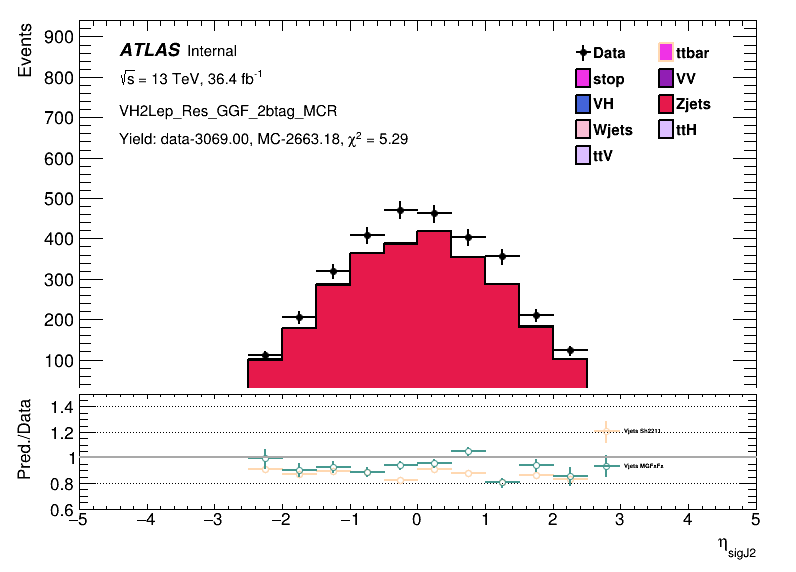 Events
900
800
700
600
500
400
300
200
100
ATLAS Internal
√s = 13 TeV, 36.4 fb⁻¹
VH2Lep_Res_GGF_2btag_MCR
Yield: data-3069.00, MC-2663.18, χ² = 5.29
Data
ttbar
stop
VV
VH
Zjets
Wjets
ttH
ttV
Pred./Data
1.4
1.2
1
0.8
0.6
Vjets Sh2211
Vjets MGFxFx
−5 −4 −3 −2 −1 0 1 2 3 4 5
η_sigJ2